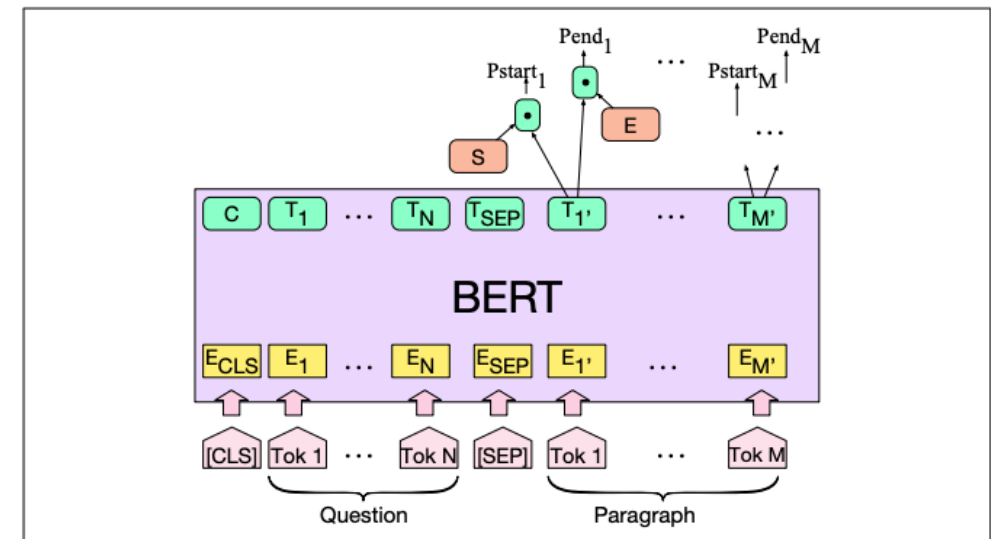 Pend1 ... PendM
Pstart1 PstartM
...
E
S
C T1 ... TN TSEP T1' ... TM'
BERT
ECLS E1 ... EN ESEP E1' ... EM'
[CLS] Tok 1 ... Tok N [SEP] Tok 1 ... Tok M
Question Paragraph